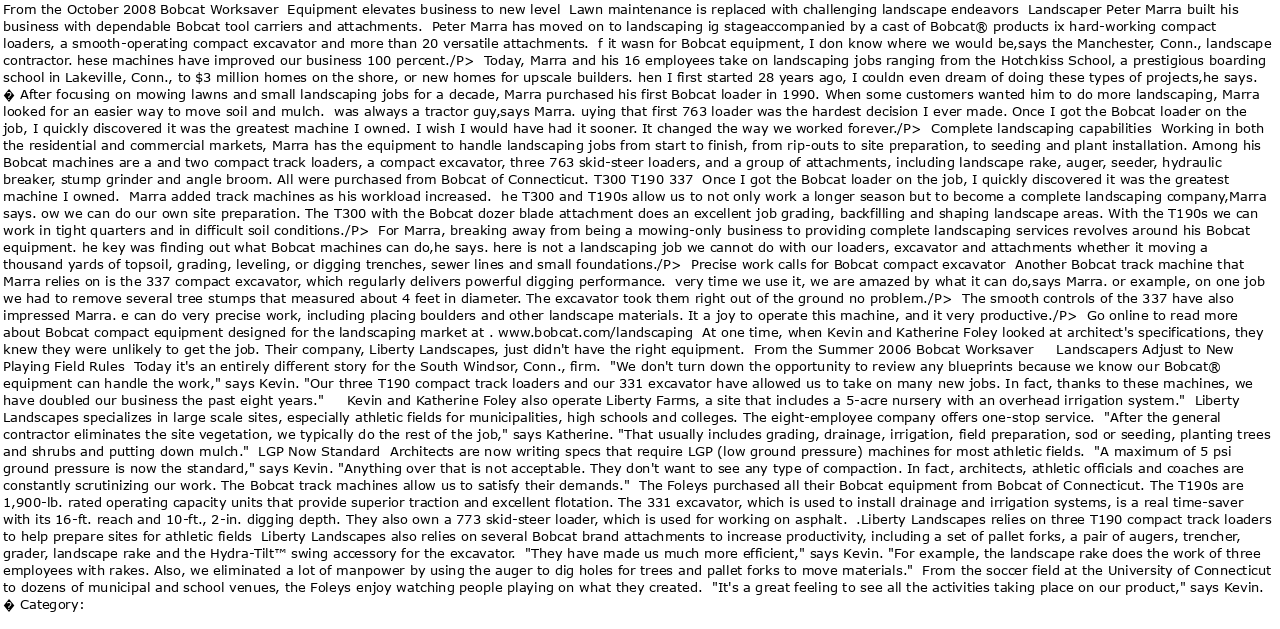 From the October 2008 Bobcat Worksaver  Equipment elevates business to new level  Lawn maintenance is replaced with challenging landscape endeavors  Landscaper Peter Marra built his
business with dependable Bobcat tool carriers and attachments.  Peter Marra has moved on to landscaping ig stageaccompanied by a cast of Bobcat® products ix hard-working compact
loaders, a smooth-operating compact excavator and more than 20 versatile attachments.  f it wasn for Bobcat equipment, I don know where we would be,says the Manchester, Conn., landscape
contractor. hese machines have improved our business 100 percent./P>  Today, Marra and his 16 employees take on landscaping jobs ranging from the Hotchkiss School, a prestigious boarding
school in Lakeville, Conn., to $3 million homes on the shore, or new homes for upscale builders. hen I first started 28 years ago, I couldn even dream of doing these types of projects,he says.
� After focusing on mowing lawns and small landscaping jobs for a decade, Marra purchased his first Bobcat loader in 1990. When some customers wanted him to do more landscaping, Marra
looked for an easier way to move soil and mulch.  was always a tractor guy,says Marra. uying that first 763 loader was the hardest decision I ever made. Once I got the Bobcat loader on the
job, I quickly discovered it was the greatest machine I owned. I wish I would have had it sooner. It changed the way we worked forever./P>  Complete landscaping capabilities  Working in both
the residential and commercial markets, Marra has the equipment to handle landscaping jobs from start to finish, from rip-outs to site preparation, to seeding and plant installation. Among his
Bobcat machines are a and two compact track loaders, a compact excavator, three 763 skid-steer loaders, and a group of attachments, including landscape rake, auger, seeder, hydraulic
breaker, stump grinder and angle broom. All were purchased from Bobcat of Connecticut. T300 T190 337  Once I got the Bobcat loader on the job, I quickly discovered it was the greatest
machine I owned.  Marra added track machines as his workload increased.  he T300 and T190s allow us to not only work a longer season but to become a complete landscaping company,Marra
says. ow we can do our own site preparation. The T300 with the Bobcat dozer blade attachment does an excellent job grading, backfilling and shaping landscape areas. With the T190s we can
work in tight quarters and in difficult soil conditions./P>  For Marra, breaking away from being a mowing-only business to providing complete landscaping services revolves around his Bobcat
equipment. he key was finding out what Bobcat machines can do,he says. here is not a landscaping job we cannot do with our loaders, excavator and attachments whether it moving a
thousand yards of topsoil, grading, leveling, or digging trenches, sewer lines and small foundations./P>  Precise work calls for Bobcat compact excavator  Another Bobcat track machine that
Marra relies on is the 337 compact excavator, which regularly delivers powerful digging performance.  very time we use it, we are amazed by what it can do,says Marra. or example, on one job
we had to remove several tree stumps that measured about 4 feet in diameter. The excavator took them right out of the ground no problem./P>  The smooth controls of the 337 have also
impressed Marra. e can do very precise work, including placing boulders and other landscape materials. It a joy to operate this machine, and it very productive./P>  Go online to read more
about Bobcat compact equipment designed for the landscaping market at . www.bobcat.com/landscaping  At one time, when Kevin and Katherine Foley looked at architect's specifications, they
knew they were unlikely to get the job. Their company, Liberty Landscapes, just didn't have the right equipment.  From the Summer 2006 Bobcat Worksaver     Landscapers Adjust to New
Playing Field Rules  Today it's an entirely different story for the South Windsor, Conn., firm.  "We don't turn down the opportunity to review any blueprints because we know our Bobcat®
equipment can handle the work," says Kevin. "Our three T190 compact track loaders and our 331 excavator have allowed us to take on many new jobs. In fact, thanks to these machines, we
have doubled our business the past eight years."     Kevin and Katherine Foley also operate Liberty Farms, a site that includes a 5-acre nursery with an overhead irrigation system."  Liberty
Landscapes specializes in large scale sites, especially athletic fields for municipalities, high schools and colleges. The eight-employee company offers one-stop service.  "After the general
contractor eliminates the site vegetation, we typically do the rest of the job," says Katherine. "That usually includes grading, drainage, irrigation, field preparation, sod or seeding, planting trees
and shrubs and putting down mulch."  LGP Now Standard  Architects are now writing specs that require LGP (low ground pressure) machines for most athletic fields.  "A maximum of 5 psi
ground pressure is now the standard," says Kevin. "Anything over that is not acceptable. They don't want to see any type of compaction. In fact, architects, athletic officials and coaches are
constantly scrutinizing our work. The Bobcat track machines allow us to satisfy their demands."  The Foleys purchased all their Bobcat equipment from Bobcat of Connecticut. The T190s are
1,900-lb. rated operating capacity units that provide superior traction and excellent flotation. The 331 excavator, which is used to install drainage and irrigation systems, is a real time-saver
with its 16-ft. reach and 10-ft., 2-in. digging depth. They also own a 773 skid-steer loader, which is used for working on asphalt.  .Liberty Landscapes relies on three T190 compact track loaders
to help prepare sites for athletic fields  Liberty Landscapes also relies on several Bobcat brand attachments to increase productivity, including a set of pallet forks, a pair of augers, trencher,
grader, landscape rake and the Hydra-Tilt™ swing accessory for the excavator.  "They have made us much more efficient," says Kevin. "For example, the landscape rake does the work of three
employees with rakes. Also, we eliminated a lot of manpower by using the auger to dig holes for trees and pallet forks to move materials."  From the soccer field at the University of Connecticut
to dozens of municipal and school venues, the Foleys enjoy watching people playing on what they created.  "It's a great feeling to see all the activities taking place on our product," says Kevin.
� Category: